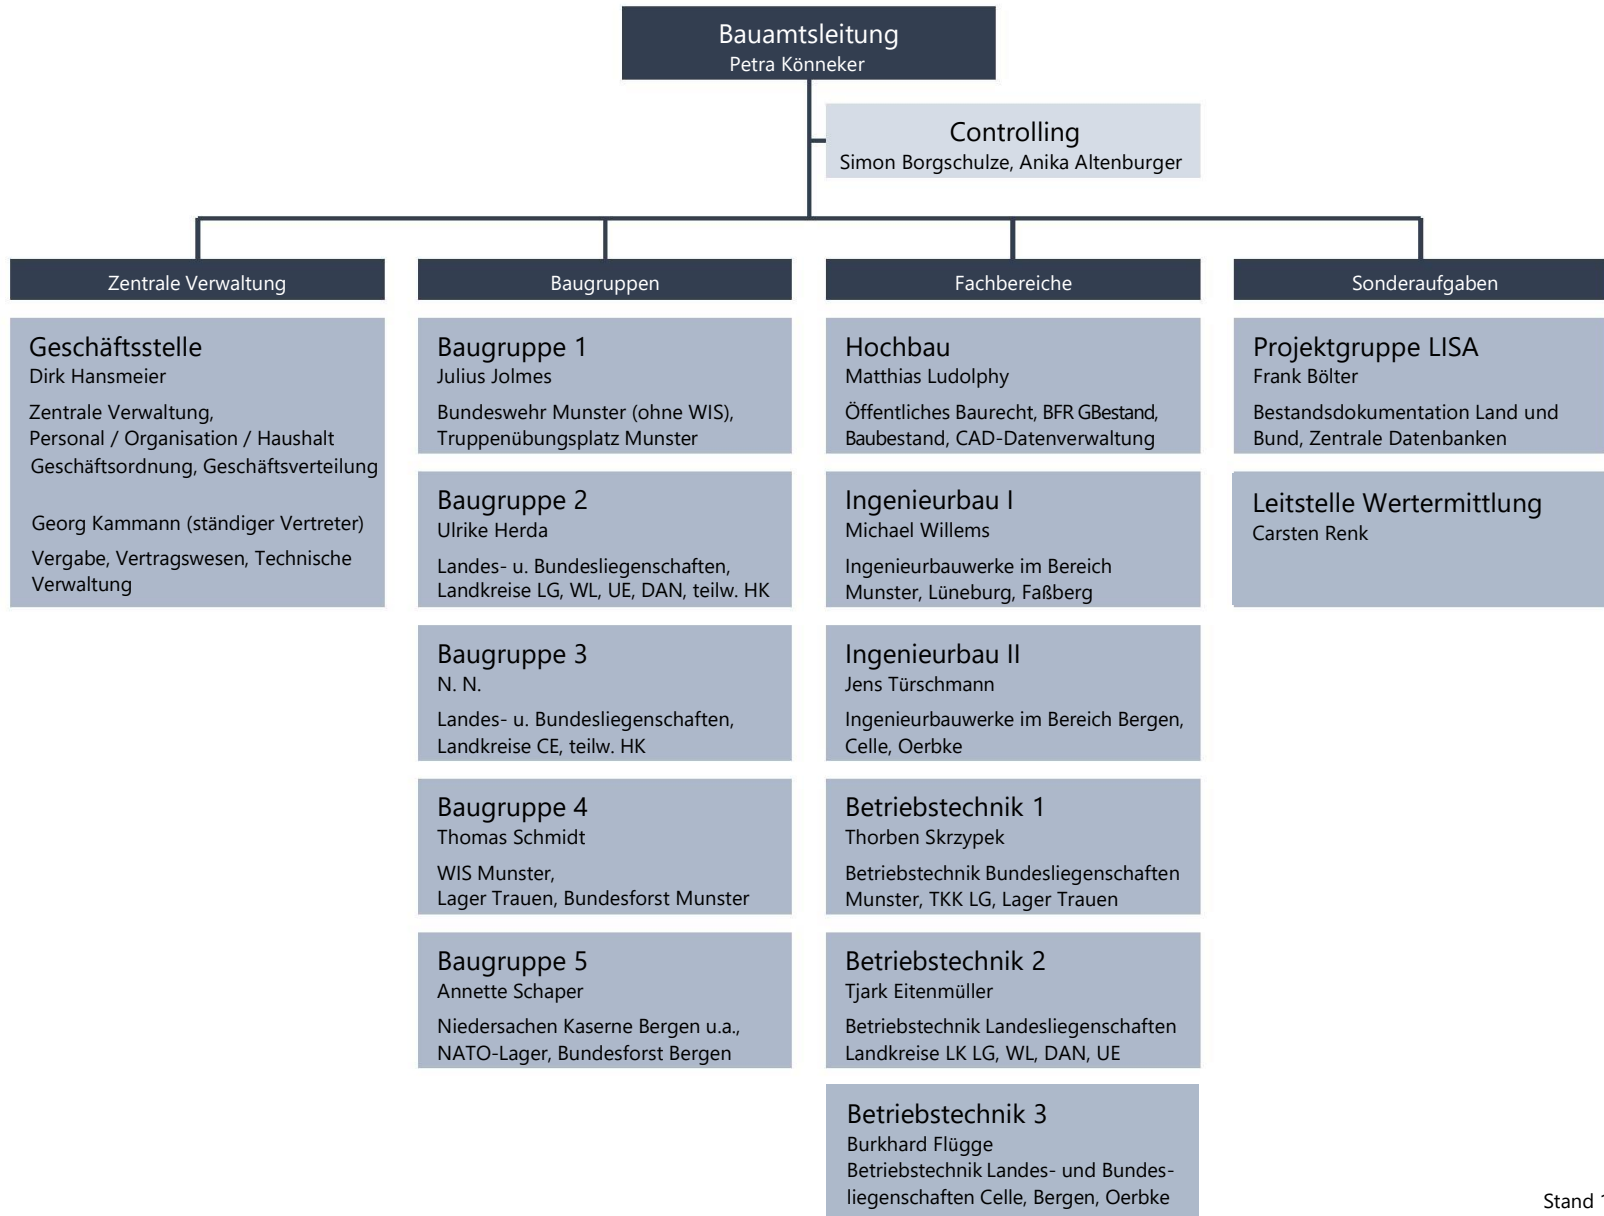 Bauamtsleitung
Petra Könneker
Controlling
Simon Borgschulze, Anika Altenburger
Zentrale Verwaltung
Geschäftsstelle
Dirk Hansmeier
Zentrale Verwaltung,
Personal / Organisation / Haushalt
Geschäftsordnung, Geschäftsverteilung
Georg Kammann (ständiger Vertreter)
Vergabe, Vertragswesen, Technische
Verwaltung
Baugruppen
Baugruppe 1
Julius Jolmes
Bundeswehr Munster (ohne WIS),
Truppenübungsplatz Munster
Baugruppe 2
Ulrike Herda
Landes- u. Bundesliegenschaften,
Landkreise LG, WL, UE, DAN, teilw. HK
Baugruppe 3
N. N.
Landes- u. Bundesliegenschaften,
Landkreise CE, teilw. HK
Baugruppe 4
Thomas Schmidt
WIS Munster,
Lager Trauen, Bundesforst Munster
Baugruppe 5
Annette Schaper
Niedersachen Kaserne Bergen u.a.,
NATO-Lager, Bundesforst Bergen
Fachbereiche
Hochbau
Matthias Ludolphy
Öffentliches Baurecht, BFR GBestand,
Baubestand, CAD-Datenverwaltung
Ingenieurbau I
Michael Willems
Ingenieurbauwerke im Bereich
Munster, Lüneburg, Faßberg
Ingenieurbau II
Jens Türschmann
Ingenieurbauwerke im Bereich Bergen,
Celle, Oerbke
Betriebstechnik 1
Thorben Skrzypek
Betriebstechnik Bundesliegenschaften
Munster, TKK LG, Lager Trauen
Betriebstechnik 2
Tjark Eitenmüller
Betriebstechnik Landesliegenschaften
Landkreise LK LG, WL, DAN, UE
Betriebstechnik 3
Burkhard Flügge
Betriebstechnik Landes- und Bundes-
liegenschaften Celle, Bergen, Oerbke
Sonderaufgaben
Projektgruppe LISA
Frank Bölter
Bestandsdokumentation Land und
Bund, Zentrale Datenbanken
Leitstelle Wertermittlung
Carsten Renk
Stand